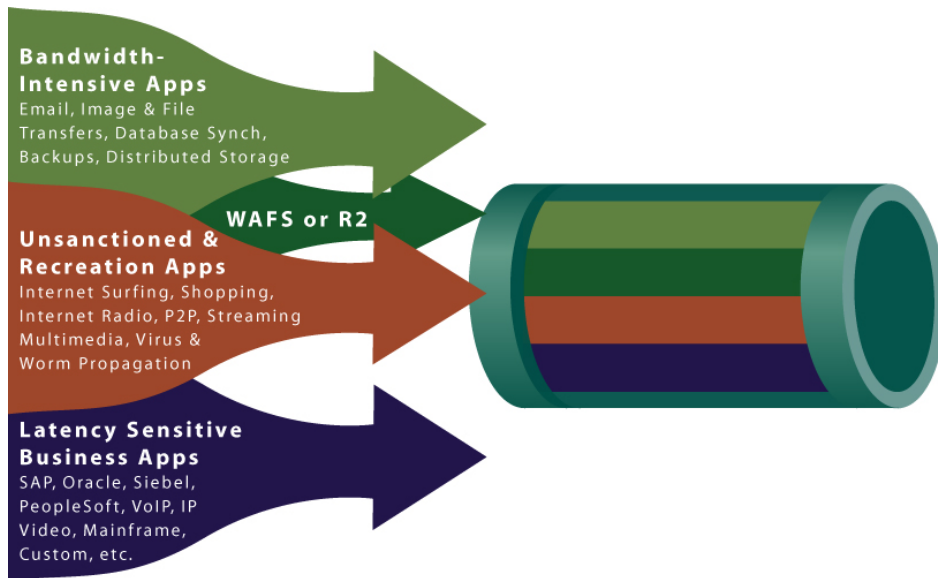 Bandwidth-
Intensive Apps
Email, Image & File
Transfers, Database Synch,
Backups, Distributed Storage
WAFS or R2
Unsanctioned &
Recreation Apps
Internet Surfing, Shopping,
Internet Radio, P2P, Streaming
Multimedia, Virus &
Worm Propagation
Latency Sensitive
Business Apps
SAP, Oracle, Siebel,
PeopleSoft, VoIP, IP
Video, Mainframe,
Custom, etc.